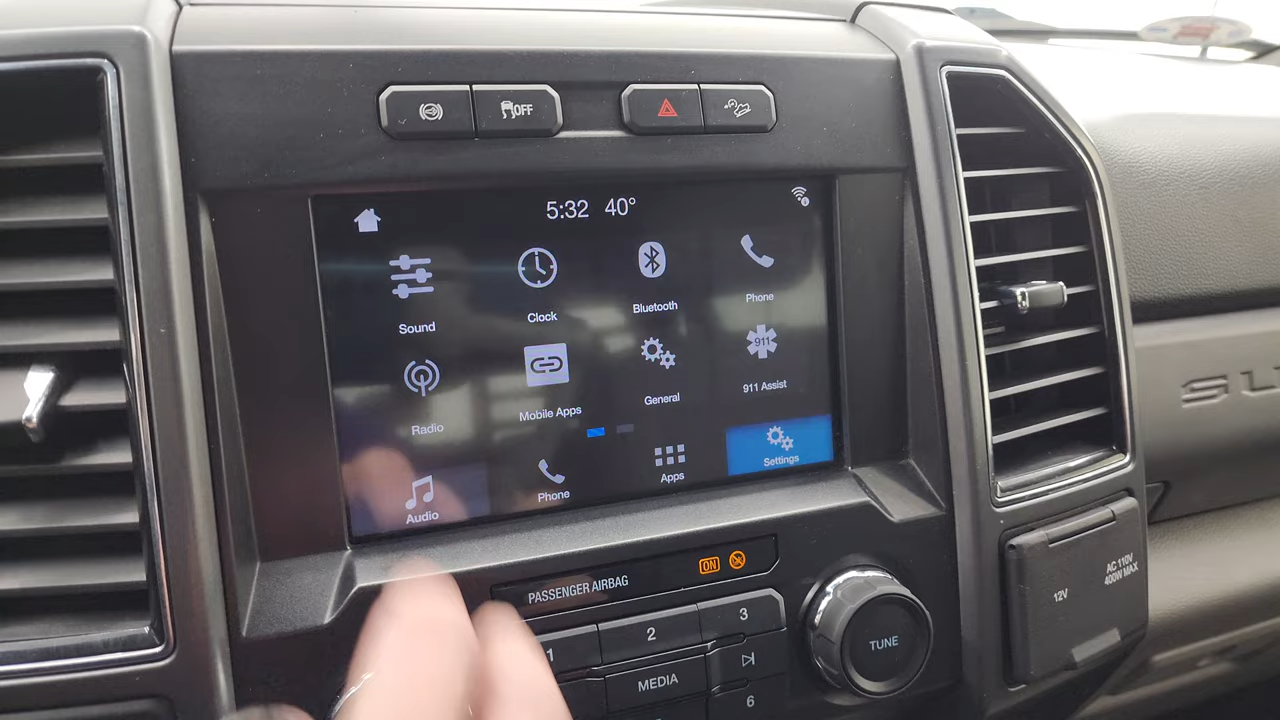 OFF
5:32 40°
Sound
Clock
Bluetooth
Phone
Radio
Mobile Apps
General
911
911 Assist
Audio
Phone
Apps
Settings
PASSENGER AIRBAG
ON
1
2
3
MEDIA
6
TUNE
12V
AC 110V
400W MAX